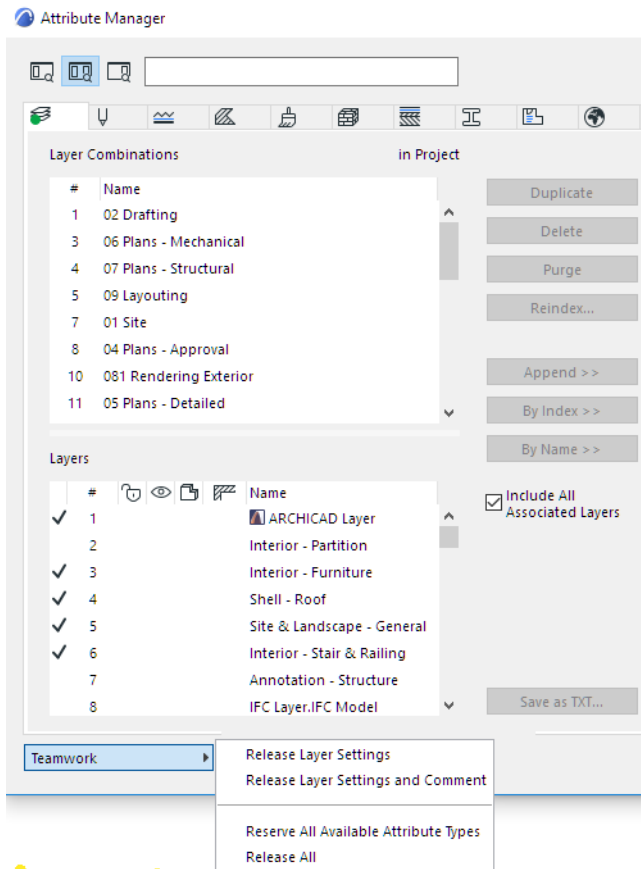 Attribute Manager
Layer Combinations in Project
# Name
1 02 Drafting
3 06 Plans - Mechanical
4 07 Plans - Structural
5 09 Layouting
7 01 Site
8 04 Plans - Approval
10 081 Rendering Exterior
11 05 Plans - Detailed
Duplicate
Delete
Purge
Reindex...
Append >>
By Index >>
By Name >>
Include All
Associated Layers
Layers
# Name
1 ARCHICAD Layer
2 Interior - Partition
3 Interior - Furniture
4 Shell - Roof
5 Site & Landscape - General
6 Interior - Stair & Railing
7 Annotation - Structure
8 IFC Layer.IFC Model
Save as TXT...
Teamwork
Release Layer Settings
Release Layer Settings and Comment
Reserve All Available Attribute Types
Release All